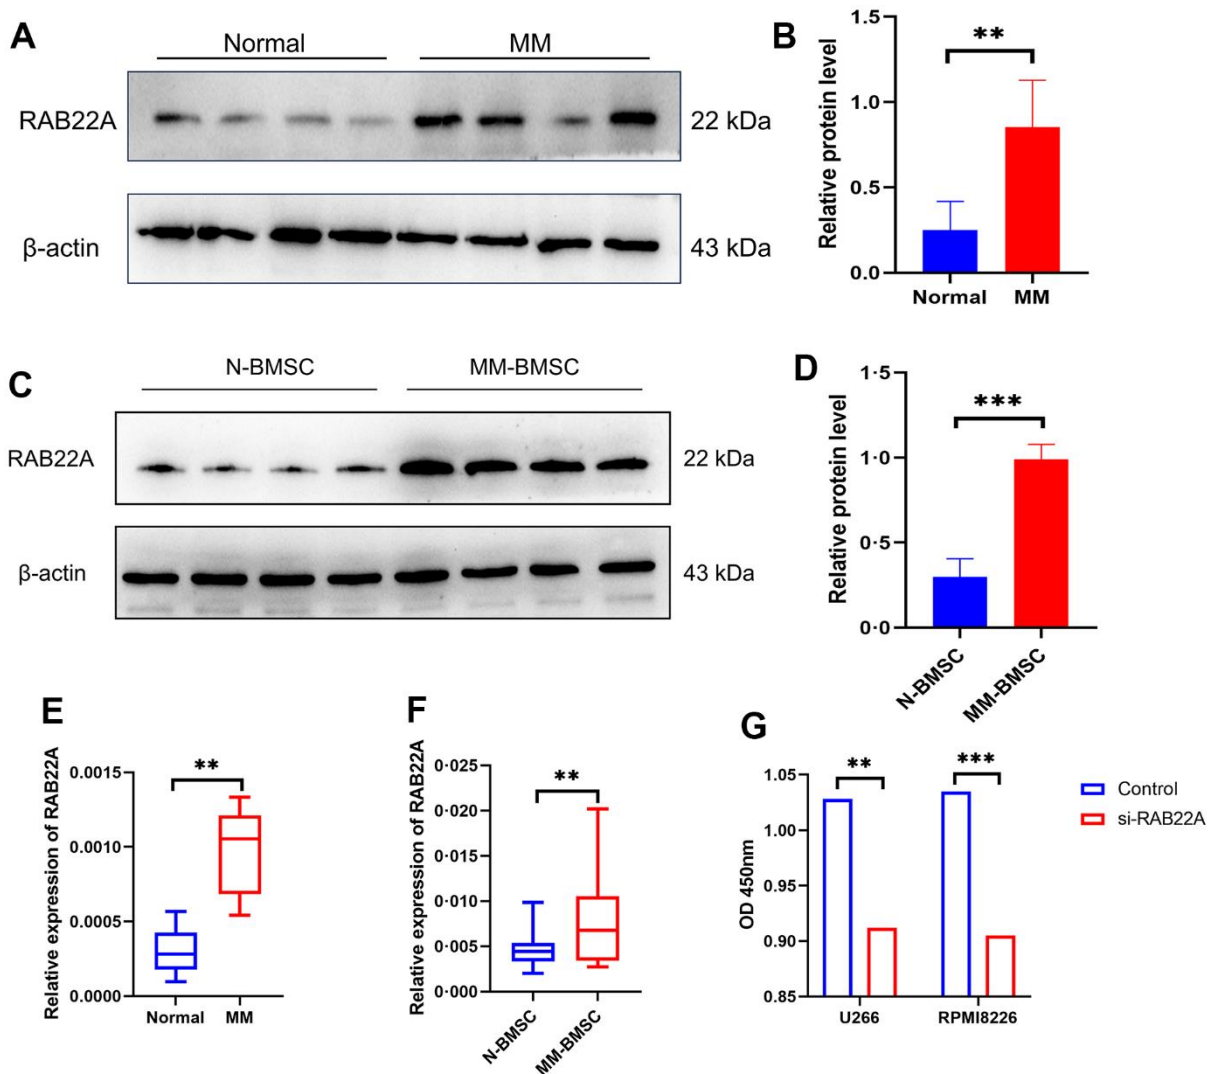 A
Normal
MM
RAB22A
22 kDa
β-actin
43 kDa
B
Relative protein level
1.5
1.0
0.5
0.0
**
Normal
MM
C
N-BMSC
MM-BMSC
RAB22A
22 kDa
β-actin
43 kDa
D
Relative protein level
1·5
1·0
0·5
0·0
***
N-BMSC
MM-BMSC
E
Relative expression of RAB22A
0.0015
0.0010
0.0005
0.0000
**
Normal
MM
F
Relative expression of RAB22A
0·025
0·020
0·015
0·010
0·005
0·000
**
N-BMSC
MM-BMSC
G
OD 450nm
1.05
1.00
0.95
0.90
0.85
**
***
U266
RPMI8226
Control
si-RAB22A